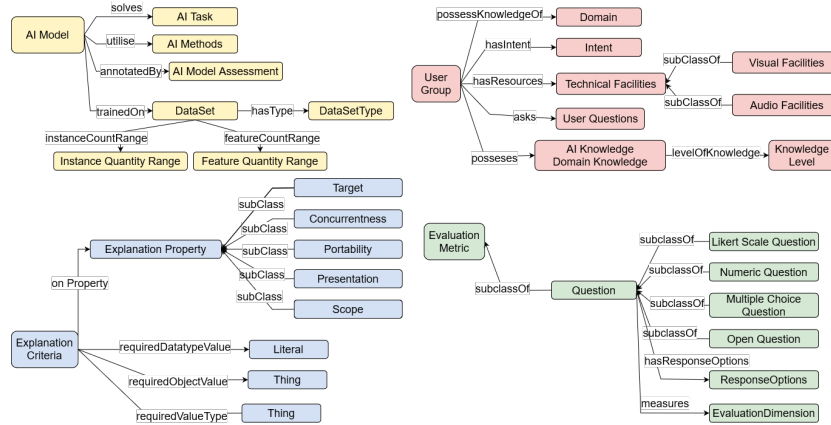 AI Model
solves
AI Task
utilise
AI Methods
annotatedBy
AI Model Assessment
trainedOn
DataSet
hasType
DataSetType
instanceCountRange
featureCountRange
Instance Quantity Range
Feature Quantity Range
User
Group
possessKnowledgeOf
Domain
hasIntent
Intent
hasResources
Technical Facilities
subClassOf
Visual Facilities
subClassOf
Audio Facilities
asks
User Questions
posseses
AI Knowledge
Domain Knowledge
levelOfKnowledge
Knowledge
Level
Explanation
Criteria
on Property
Explanation Property
subClass
Target
subClass
Concurrentness
subClass
Portability
subClass
Presentation
subClass
Scope
requiredDatatypeValue
Literal
requiredObjectValue
Thing
requiredValueType
Thing
Evaluation
Metric
subclassOf
Question
subclassOf
Likert Scale Question
subclassOf
Numeric Question
subclassOf
Multiple Choice
Question
subclassOf
Open Question
hasResponseOptions
ResponseOptions
measures
EvaluationDimension